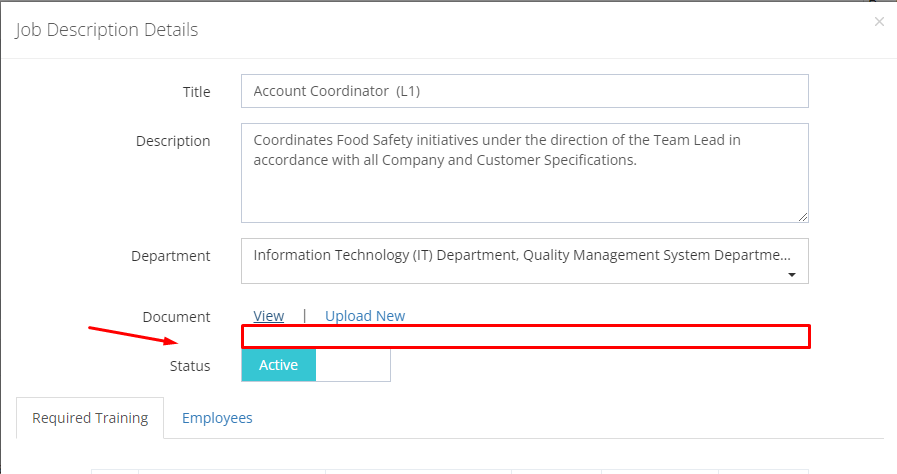 Job Description Details
×
Title
Account Coordinator (L1)
Description
Coordinates Food Safety initiatives under the direction of the Team Lead in
accordance with all Company and Customer Specifications.
Department
Information Technology (IT) Department, Quality Management System Departme...
Document
View | Upload New
Status
Active
Required Training
Employees